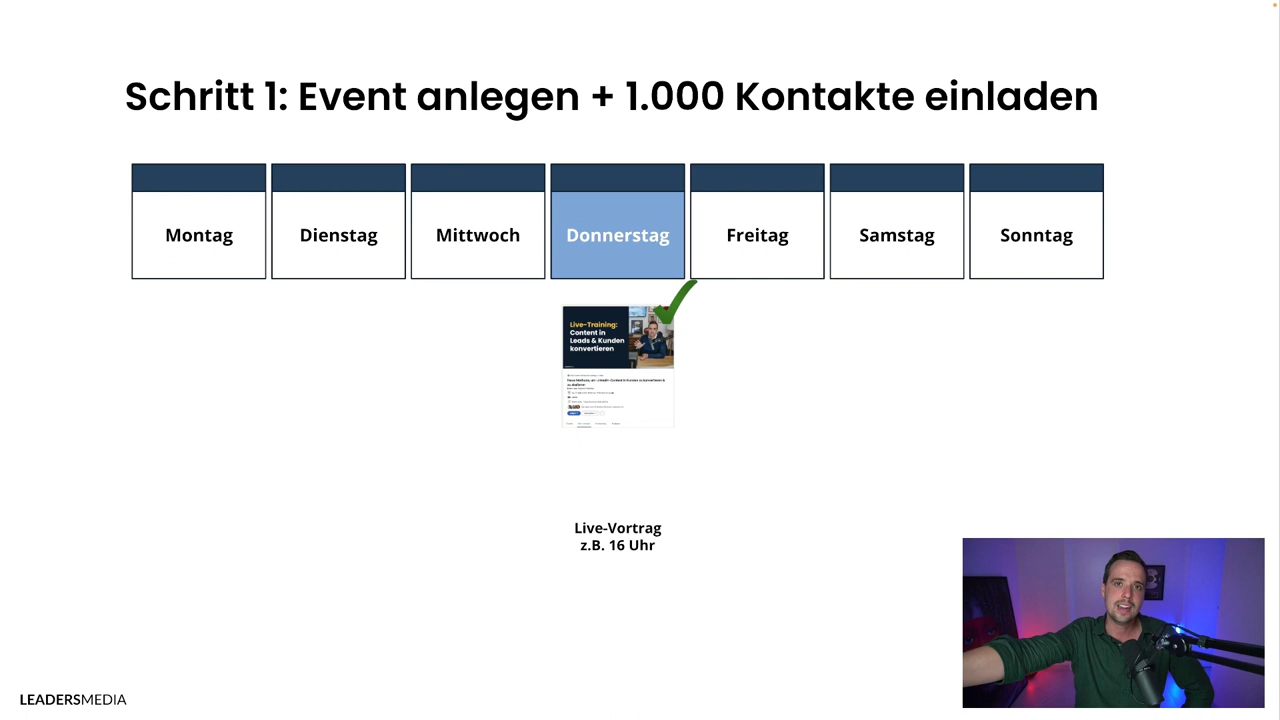 Schritt 1: Event anlegen + 1.000 Kontakte einladen
Montag
Dienstag
Mittwoch
Donnerstag
Freitag
Samstag
Sonntag
Live-Training:
Content in
Leads & Kunden
konvertieren
Live-Vortrag
z.B. 16 Uhr
LEADERSMEDIA